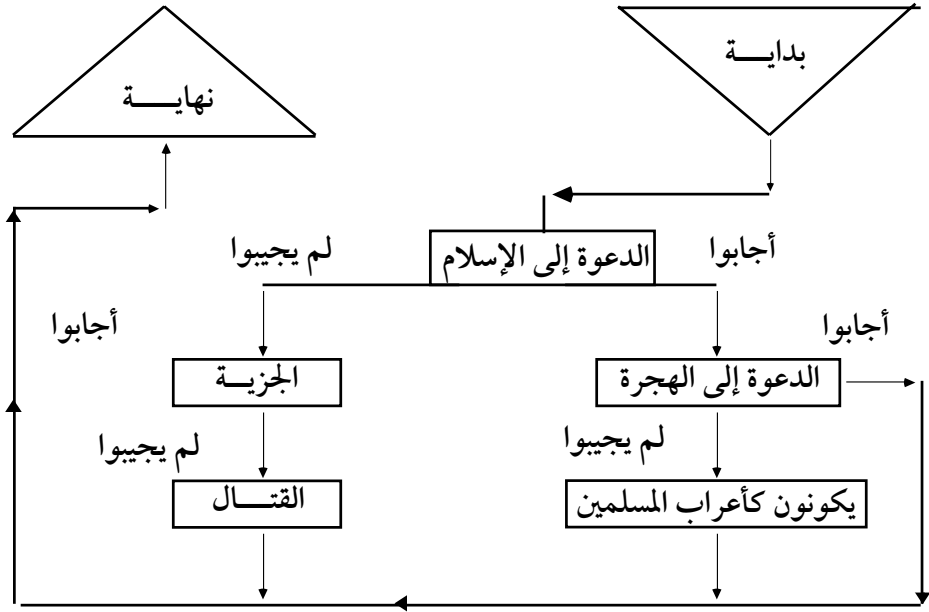 بدايـــة
نهايـــة
الدعوة إلى الإسلام
أجابوا
لم يجيبوا
أجابوا
أجابوا
الدعوة إلى الهجرة
الجزيـــة
لم يجيبوا
لم يجيبوا
يكونون كأعراب المسلمين
القتـــال